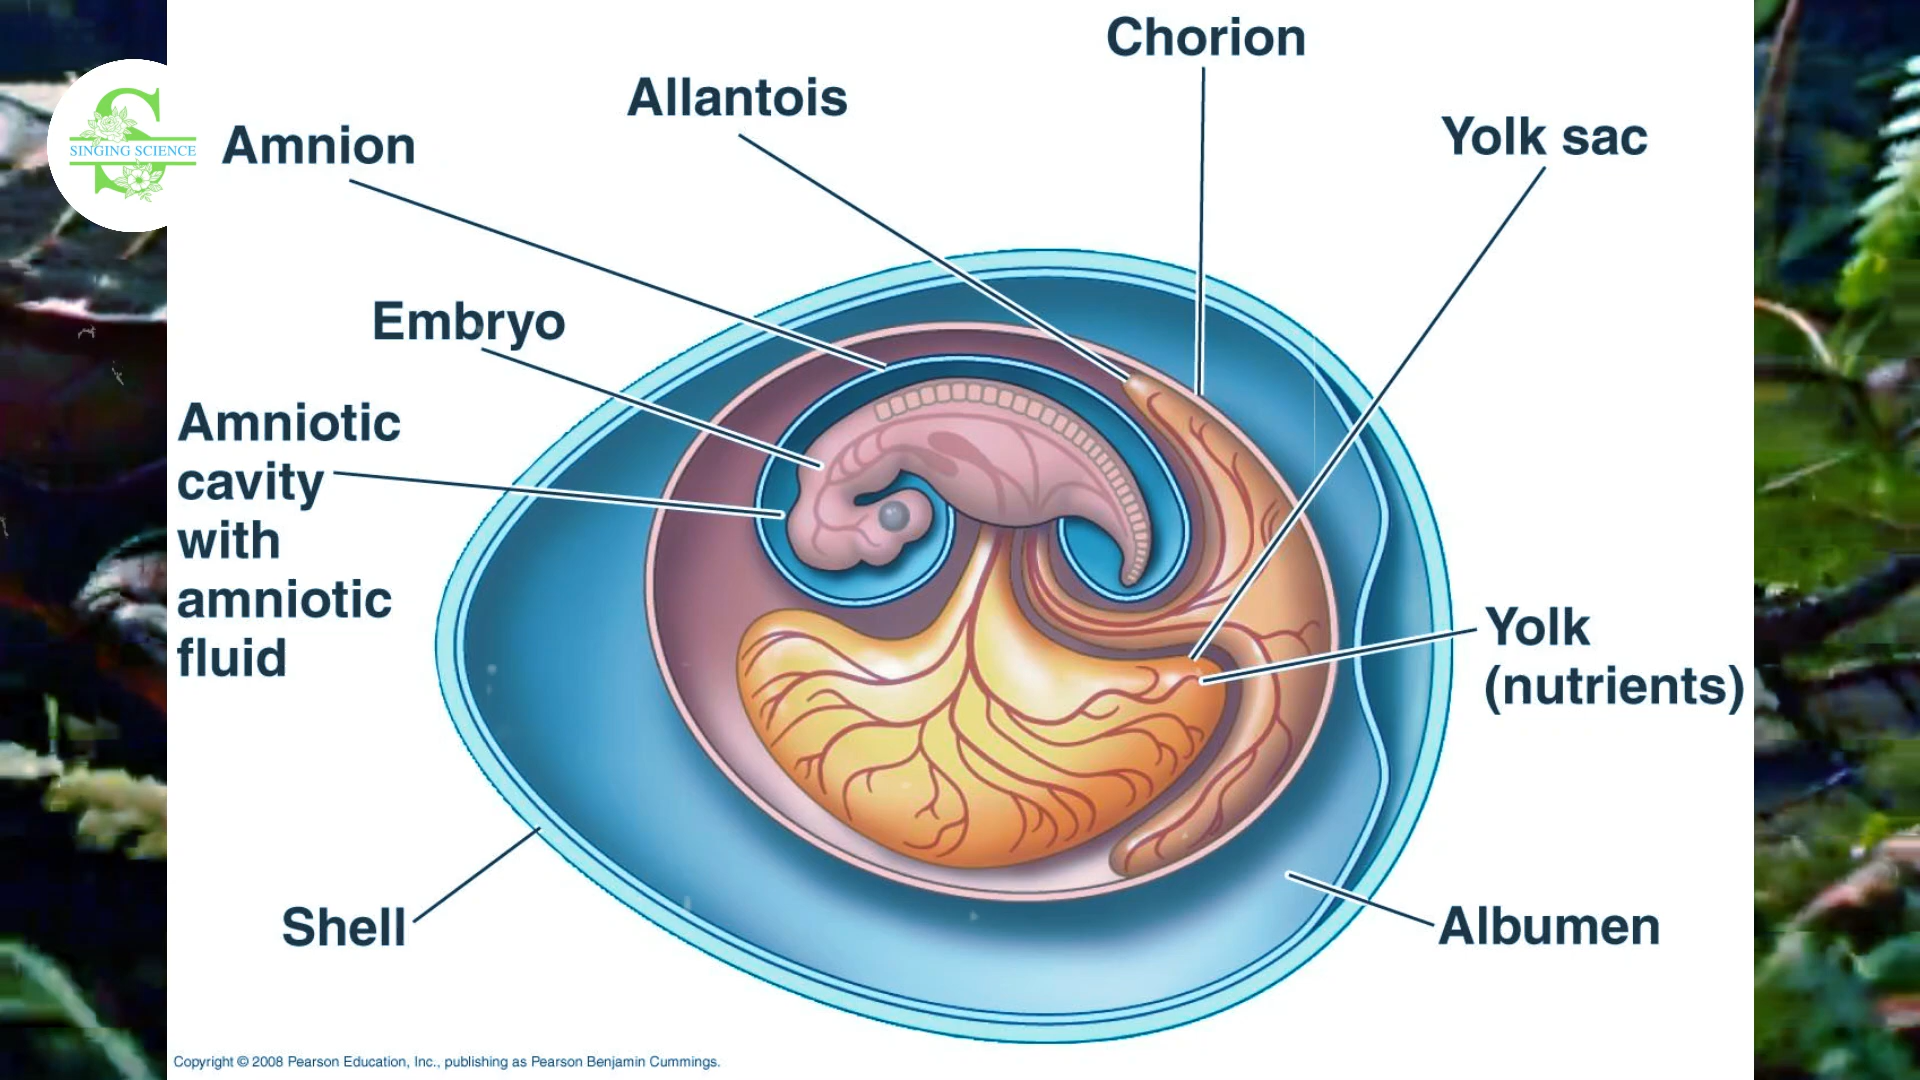 Chorion
Allantois
Yolk sac
SINGING SCIENCE
Amnion
Embryo
Amniotic
cavity
with
amniotic
fluid
Yolk
(nutrients)
Shell
Albumen
Copyright © 2008 Pearson Education, Inc., publishing as Pearson Benjamin Cummings.